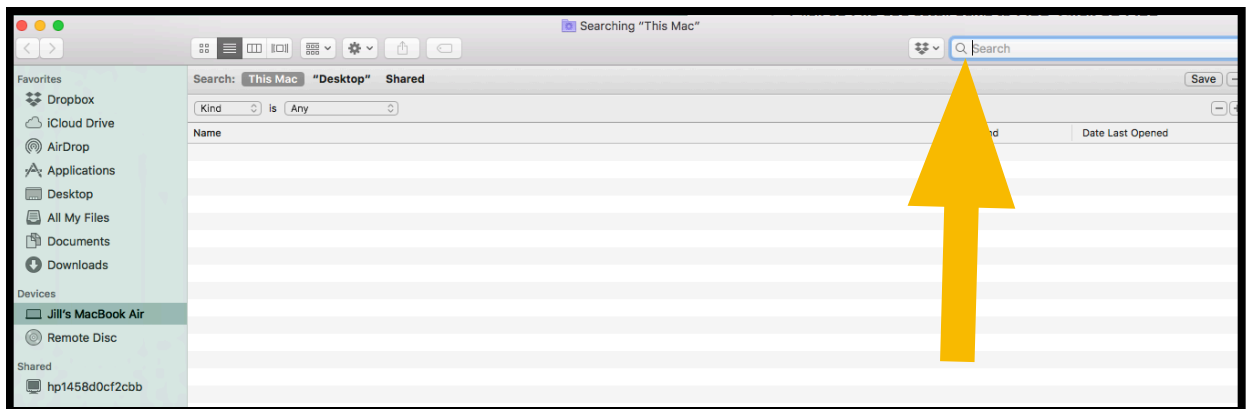 Searching “This Mac”
Search
Favorites
Dropbox
iCloud Drive
AirDrop
Applications
Desktop
All My Files
Documents
Downloads
Devices
Jill's MacBook Air
Remote Disc
Shared
hp1458d0cf2cbb
Search: This Mac “Desktop” Shared Save
Kind is Any
Name Date Last Opened